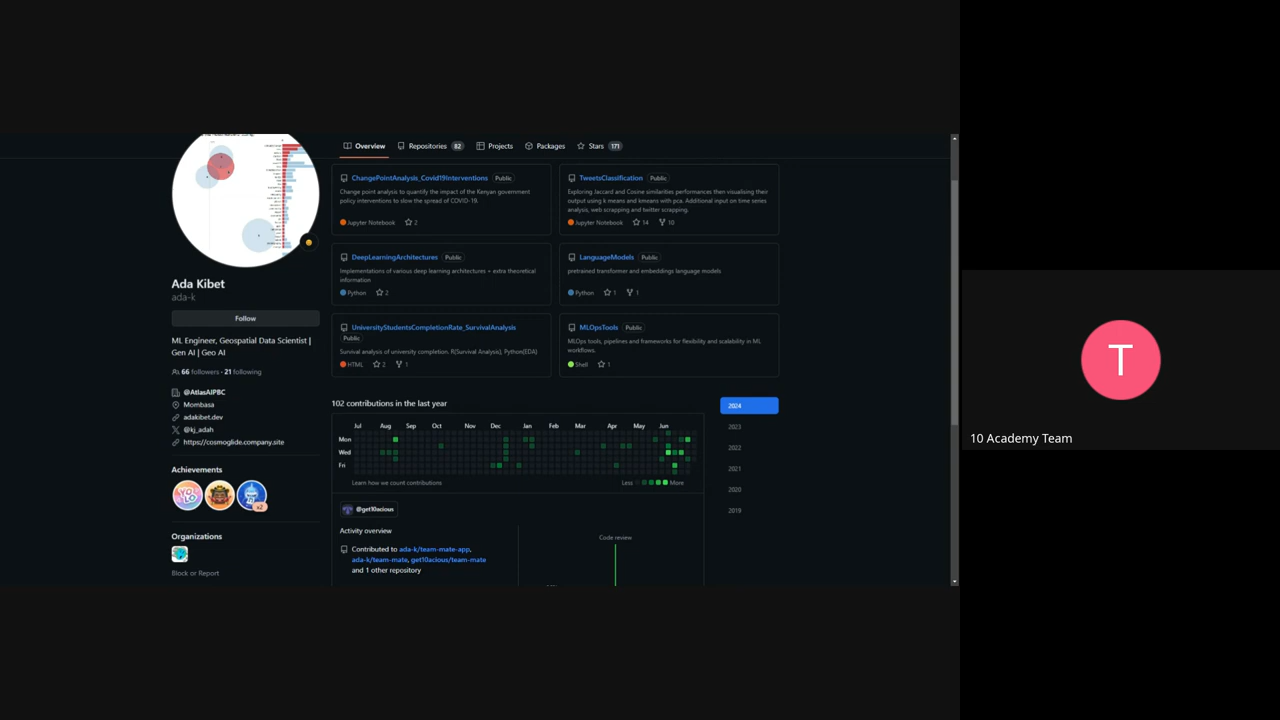 Overview Repositories 82 Projects Packages Stars 171
Ada Kibet
ada-k
Follow
ML Engineer, Geospatial Data Scientist |
Gen AI | Geo AI
66 followers · 21 following
@AtlasAIPBC
Mombasa
adakibet.dev
@kj_adah
https://cosmoglide.company.site
Achievements
YOLO
x2
Organizations
Block or Report
ChangePointAnalysis_Covid19Interventions Public
Change point analysis to quantify the impact of the Kenyan government
policy interventions to slow the spread of COVID-19.
Jupyter Notebook 2
TweetsClassification Public
Exploring Jaccard and Cosine similarities performances then visualising their
output using k means and kmeans with pca. Additional input on time series
analysis, web scrapping and twitter scraping.
Jupyter Notebook 14 10
DeepLearningArchitectures Public
Implementations of various deep learning architectures + extra theoretical
information
Python 2
LanguageModels Public
pretrained transformer and embeddings language models
Python 1 1
UniversityStudentsCompletionRate_SurvivalAnalysis
Public
Survival analysis of university completion. R(Survival Analysis), Python(EDA)
HTML 2 1
MLOpsTools Public
MLOps tools, pipelines and frameworks for flexibility and scalability in ML
workflows.
Shell 1
102 contributions in the last year
Jul Aug Sep Oct Nov Dec Jan Feb Mar Apr May Jun
Mon
Wed
Fri
Learn how we count contributions
Less More
2024
2023
2022
2021
2020
2019
@get10acious
Activity overview
Contributed to ada-k/team-mate-app,
ada-k/team-mate, get10acious/team-mate
and 1 other repository
Code review
T
10 Academy Team